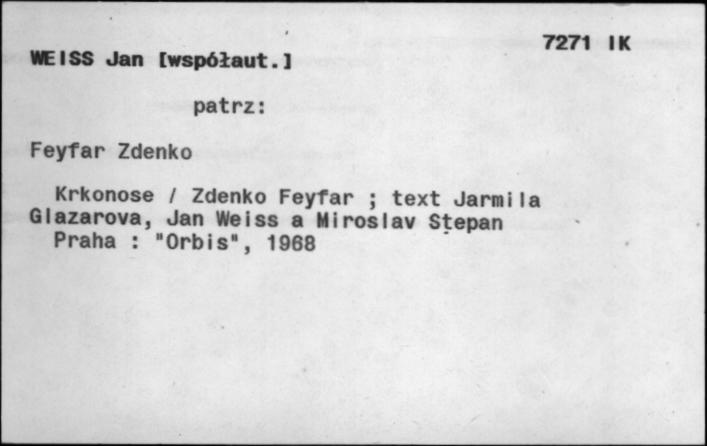 7271 IK
WEISS Jan [współaut.]
patrz:
Feyfar Zdenko
Krkonose / Zdenko Feyfar ; text Jarmila
Glazarova, Jan Weiss a Miroslav Stepan
Praha : "Orbis", 1968